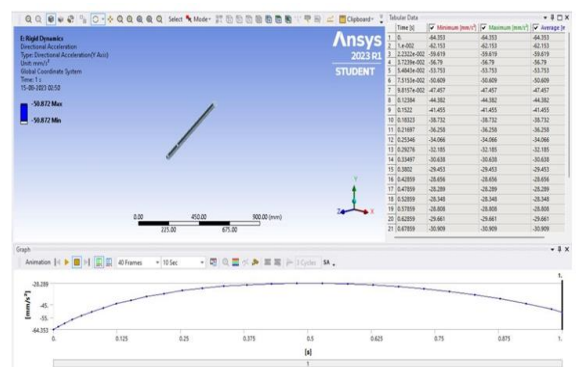 Select Mode Clipboard
Ansys
2023 R1
STUDENT
E: Rigid Dynamics
Directional Acceleration
Type: Directional Acceleration(Y Axis)
Unit: mm/s²
Global Coordinate System
Time: 1 s
15-08-2023 02:50
-50.872 Max
-50.872 Min
0.00 450.00 900.00 (mm)
225.00 675.00
Y
Z X
Tabular Data
Time [s] Minimum [mm/s²] Maximum [mm/s²] Average [m
1 0. -64.353 -64.353 -64.353
2 1.e-002 -62.153 -62.153 -62.153
3 2.2322e-002 -59.619 -59.619 -59.619
4 3.7239e-002 -56.79 -56.79 -56.79
5 5.4843e-002 -53.753 -53.753 -53.753
6 7.5153e-002 -50.609 -50.609 -50.609
7 9.8157e-002 -47.457 -47.457 -47.457
8 0.12384 -44.382 -44.382 -44.382
9 0.1522 -41.455 -41.455 -41.455
10 0.18323 -38.732 -38.732 -38.732
11 0.21697 -36.258 -36.258 -36.258
12 0.25346 -34.066 -34.066 -34.066
13 0.29276 -32.185 -32.185 -32.185
14 0.33497 -30.638 -30.638 -30.638
15 0.3802 -29.453 -29.453 -29.453
16 0.42859 -28.656 -28.656 -28.656
17 0.47859 -28.289 -28.289 -28.289
18 0.52859 -28.348 -28.348 -28.348
19 0.57859 -28.808 -28.808 -28.808
20 0.62859 -29.661 -29.661 -29.661
21 0.67859 -30.909 -30.909 -30.909
Graph
Animation 40 Frames 10 Sec 3 Cycles
1.
-28.289
-45.
-55.
-64.353
[mm/s²]
0. 0.125 0.25 0.375 0.5 0.625 0.75 0.875 1.
[s]
1